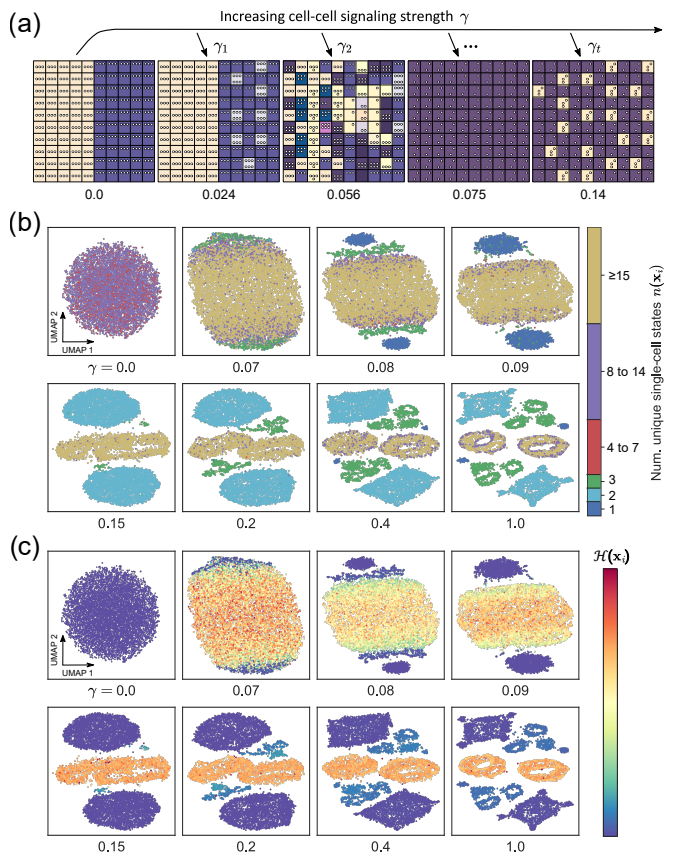 (a)
Increasing cell-cell signaling strength γ
γ1
γ2
...
γt
0.0
0.024
0.056
0.075
0.14
(b)
UMAP 2
UMAP 1
γ = 0.0
0.07
0.08
0.09
0.15
0.2
0.4
1.0
≥15
8 to 14
4 to 7
3
2
1
Num. unique single-cell states n(xᵢ)
(c)
ℋ(xᵢ)
UMAP 2
UMAP 1
γ = 0.0
0.07
0.08
0.09
0.15
0.2
0.4
1.0